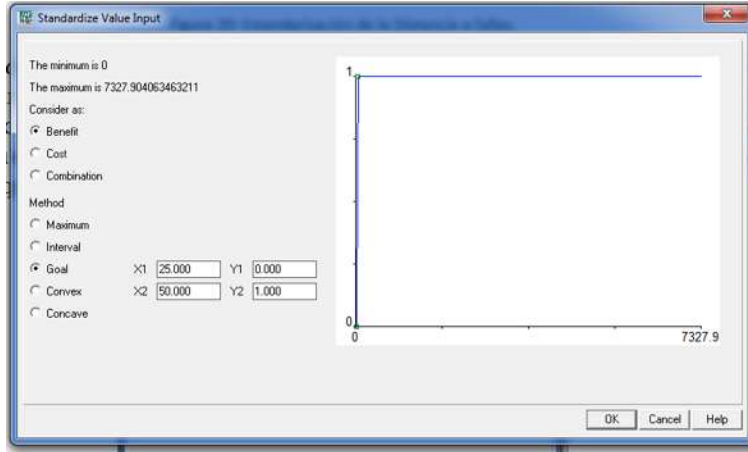 Standardize Value Input
The minimum is 0
The maximum is 7327.904063463211
Consider as:
Benefit
Cost
Combination
Method
Maximum
Interval
Goal X1 25.000 Y1 0.000
Convex X2 50.000 Y2 1.000
Concave
1
0
0 7327.9
OK Cancel Help